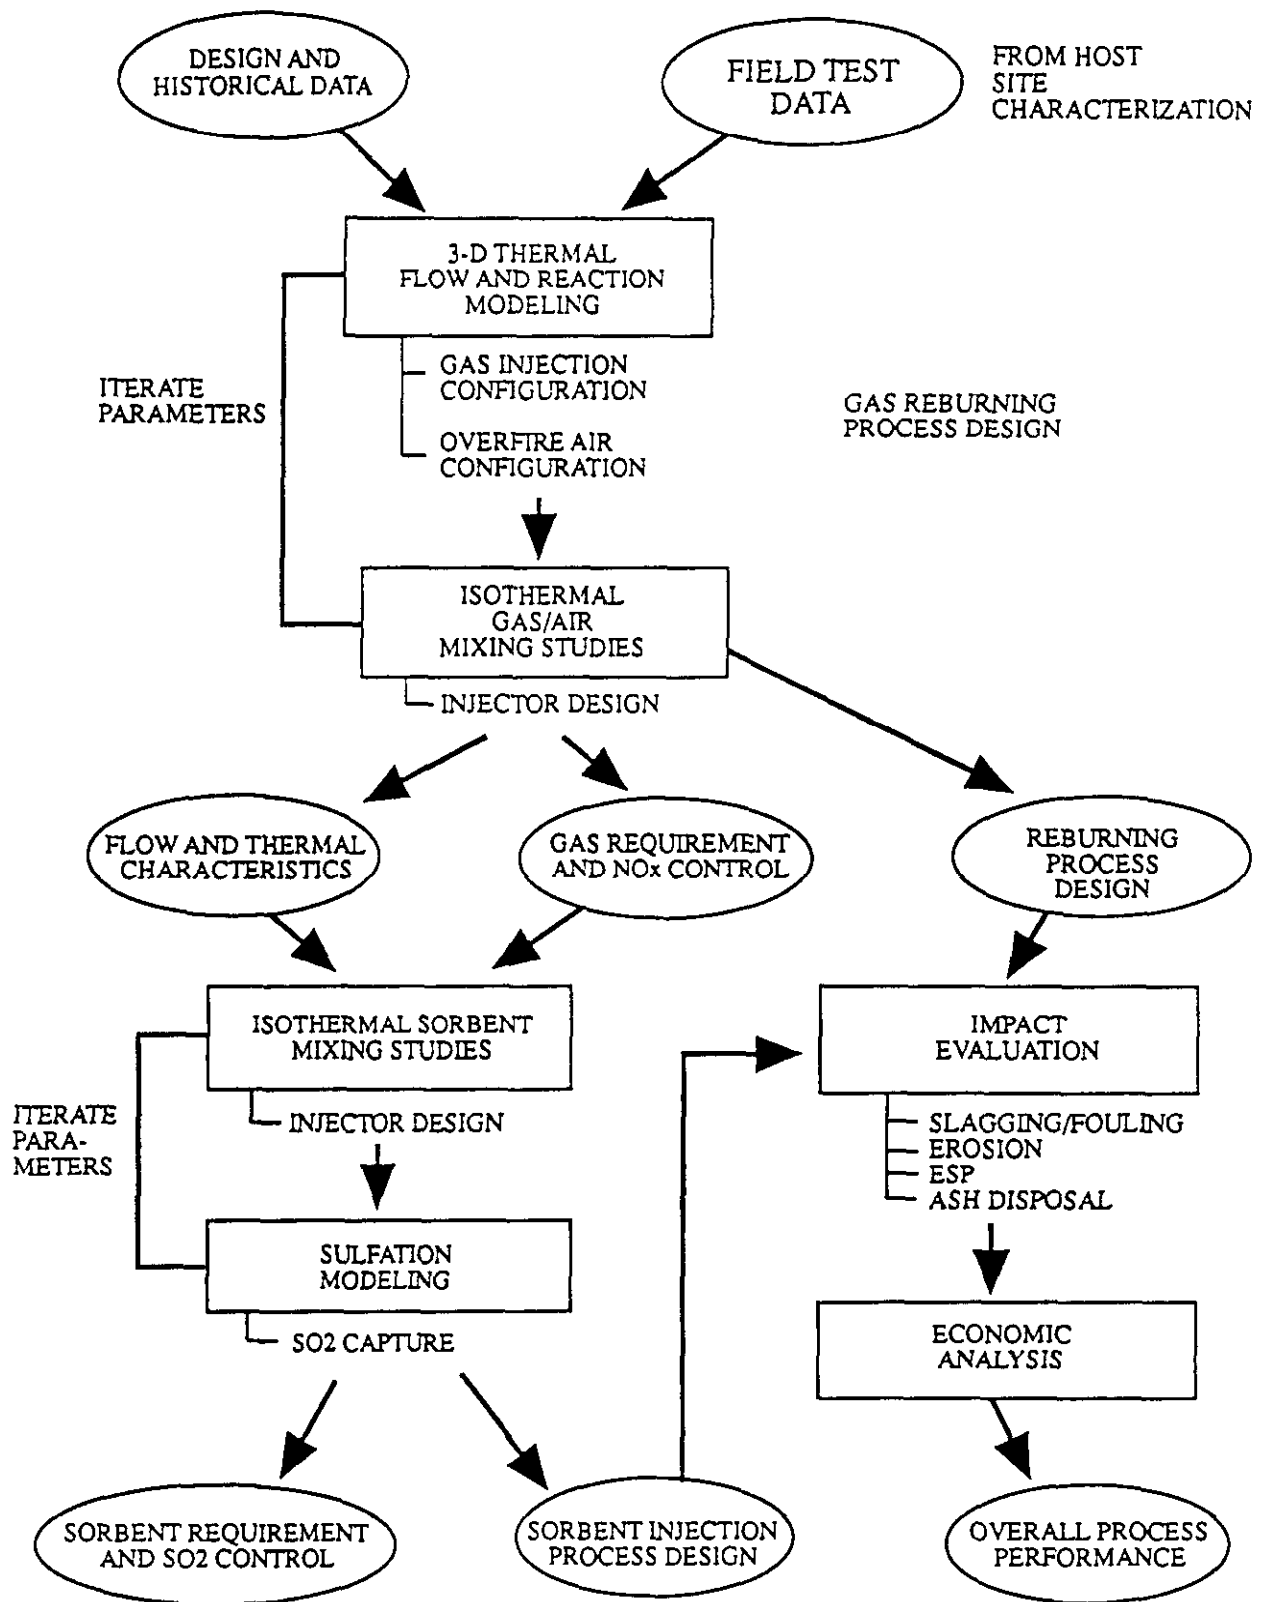 DESIGN AND
HISTORICAL DATA
FIELD TEST
DATA
FROM HOST
SITE
CHARACTERIZATION
3-D THERMAL
FLOW AND REACTION
MODELING
GAS INJECTION
CONFIGURATION
OVERFIRE AIR
CONFIGURATION
ITERATE
PARAMETERS
GAS REBURNING
PROCESS DESIGN
ISOTHERMAL
GAS/AIR
MIXING STUDIES
INJECTOR DESIGN
FLOW AND THERMAL
CHARACTERISTICS
GAS REQUIREMENT
AND NOx CONTROL
REBURNING
PROCESS
DESIGN
ISOTHERMAL SORBENT
MIXING STUDIES
INJECTOR DESIGN
ITERATE
PARA-
METERS
IMPACT
EVALUATION
SLAGGING/FOULING
EROSION
ESP
ASH DISPOSAL
SULFATION
MODELING
SO2 CAPTURE
ECONOMIC
ANALYSIS
SORBENT REQUIREMENT
AND SO2 CONTROL
SORBENT INJECTION
PROCESS DESIGN
OVERALL PROCESS
PERFORMANCE